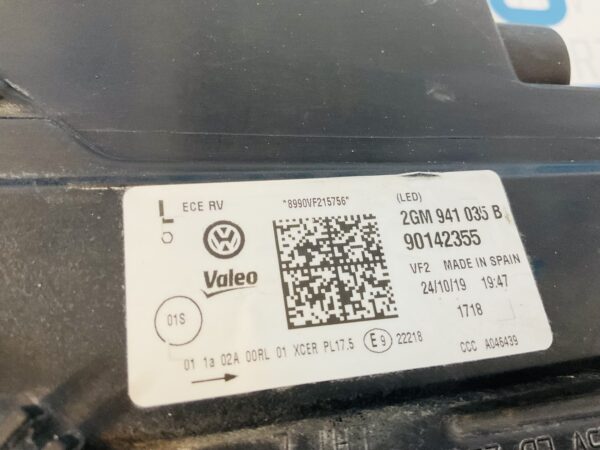 L ECE RV *8990VF215756* (LED)
2GM 941 035 B
90142355
Valeo
VF2 MADE IN SPAIN
24/10/19 19:47
01S
1718
01 1a 02A 00RL 01 XCER PL17.5 E9 22218 CCC A046439